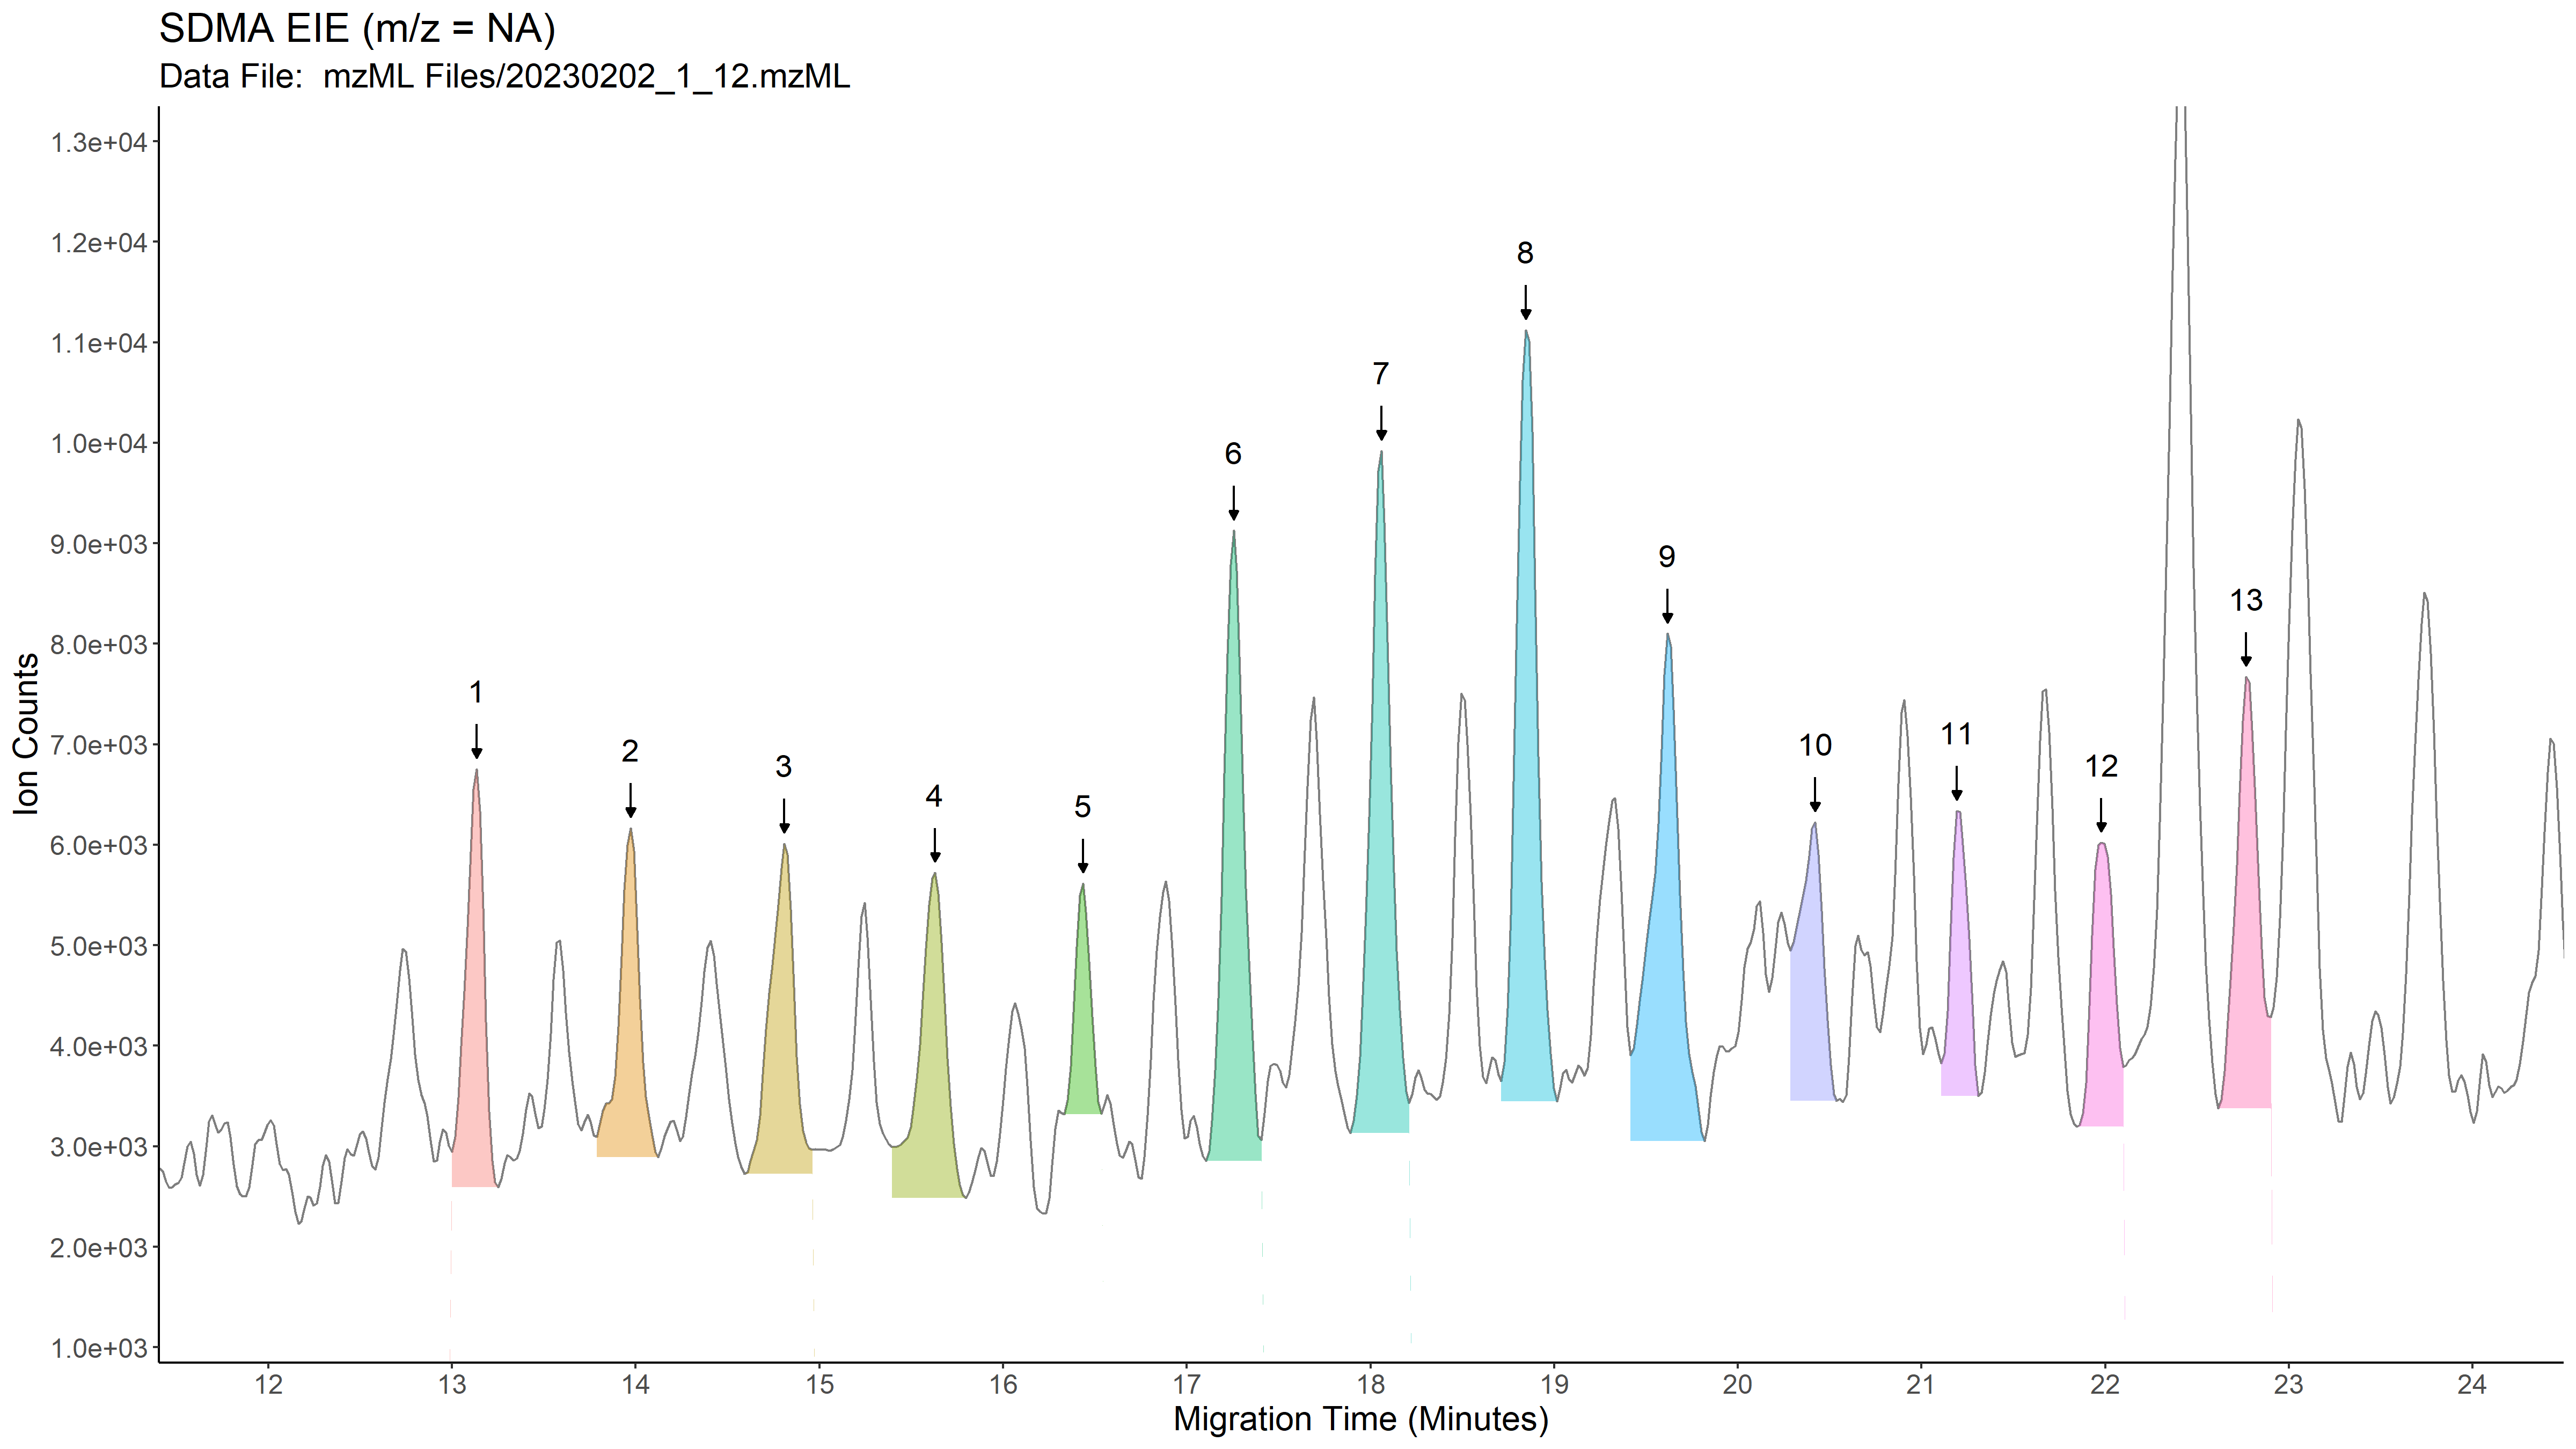 SDMA EIE (m/z = NA)
Data File:  mzML Files/20230202_1_12.mzML
1.3e+04
1.2e+04
1.1e+04
1.0e+04
9.0e+03
8.0e+03
7.0e+03
6.0e+03
5.0e+03
4.0e+03
3.0e+03
2.0e+03
1.0e+03
Ion Counts
1
2
3
4
5
6
7
8
9
10
11
12
13
12 13 14 15 16 17 18 19 20 21 22 23 24
Migration Time (Minutes)